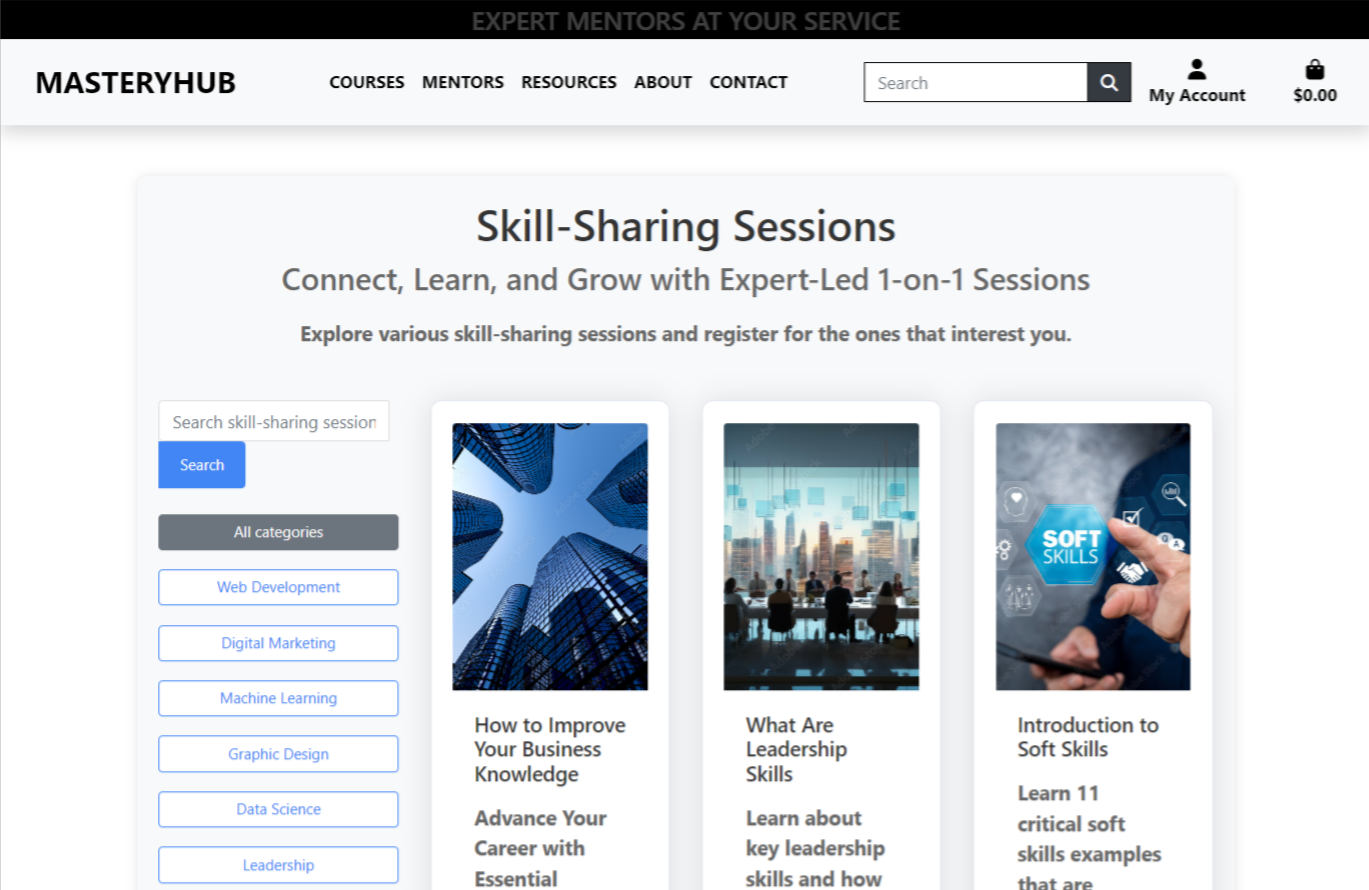 EXPERT MENTORS AT YOUR SERVICE
MASTERYHUB
COURSES MENTORS RESOURCES ABOUT CONTACT
Search
My Account
$0.00
Skill-Sharing Sessions
Connect, Learn, and Grow with Expert-Led 1-on-1 Sessions
Explore various skill-sharing sessions and register for the ones that interest you.
Search skill-sharing session
Search
All categories
Web Development
Digital Marketing
Machine Learning
Graphic Design
Data Science
Leadership
How to Improve
Your Business
Knowledge
Advance Your
Career with
Essential
What Are
Leadership
Skills
Learn about
key leadership
skills and how
SOFT
SKILLS
Introduction to
Soft Skills
Learn 11
critical soft
skills examples
that are